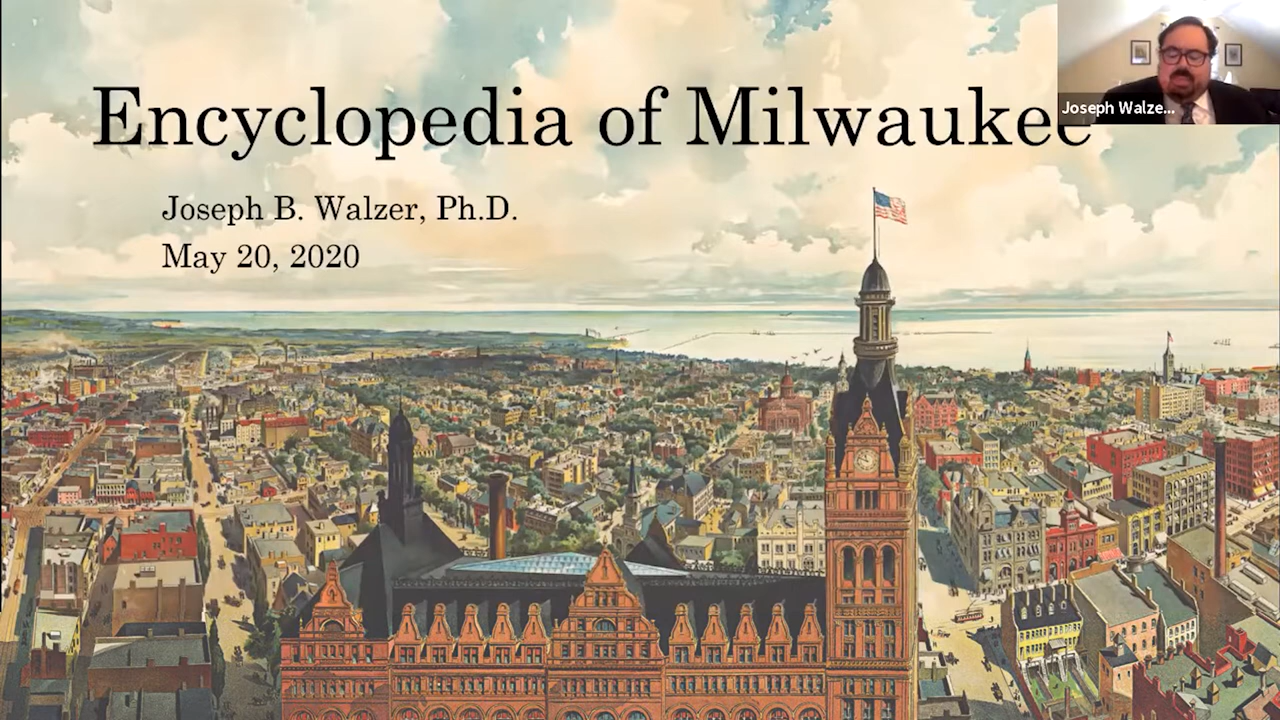 Encyclopedia of Milwaukee
Joseph Walze...
Joseph B. Walzer, Ph.D.
May 20, 2020